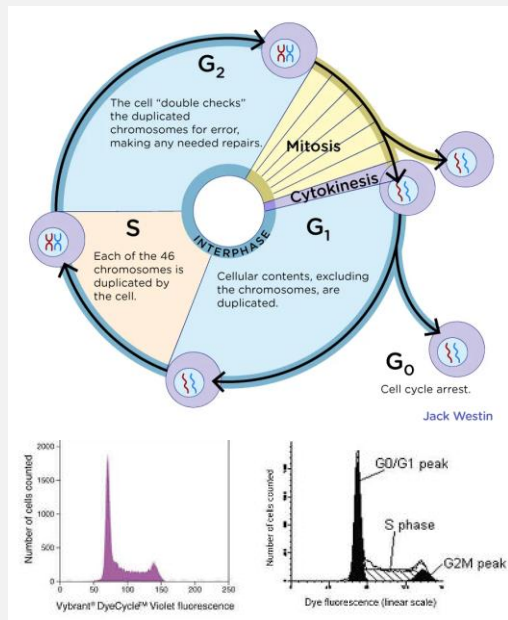 G2
The cell "double checks"
the duplicated
chromosomes for error,
making any needed repairs.
Mitosis
Cytokinesis
S
Each of the 46
chromosomes is
duplicated by
the cell.
INTERPHASE
G1
Cellular contents, excluding
the chromosomes, are
duplicated.
G0
Cell cycle arrest.
Jack Westin
Number of cells counted
2000
1500
1000
500
0
0 50 100 150 200 250
Vybrant® DyeCycle™ Violet fluorescence
Number of cells counted
G0/G1 peak
S phase
G2M peak
Dye fluorescence (linear scale)